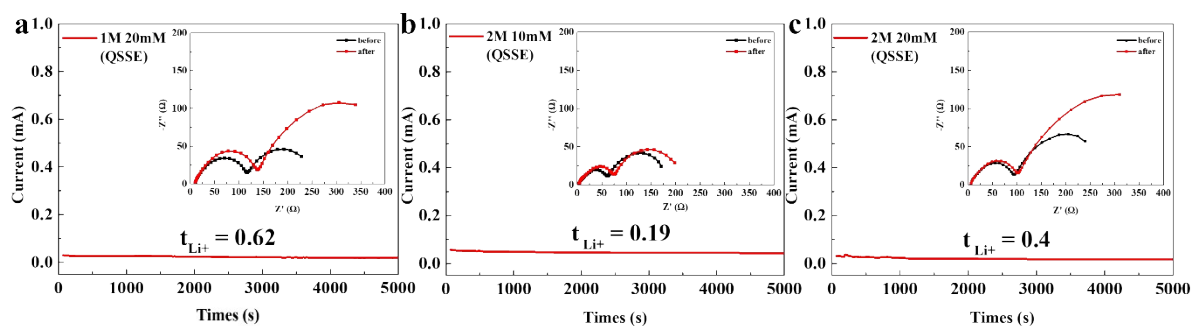 a
1M 20mM
(QSSE)
before
after
-Z'' (Ω)
200
150
100
50
0
0 50 100 150 200 250 300 350 400
Z' (Ω)
Current (mA)
1.0
0.8
0.6
0.4
0.2
0.0
t Li+ = 0.62
0 1000 2000 3000 4000 5000
Times (s)
b
2M 10mM
(QSSE)
before
after
-Z'' (Ω)
200
150
100
50
0
0 50 100 150 200 250 300 350 400
Z' (Ω)
Current (mA)
1.0
0.8
0.6
0.4
0.2
0.0
t Li+ = 0.19
0 1000 2000 3000 4000 5000
Times (s)
c
2M 20mM
(QSSE)
before
after
-Z'' (Ω)
200
150
100
50
0
0 50 100 150 200 250 300 350 400
Z' (Ω)
Current (mA)
1.0
0.8
0.6
0.4
0.2
0.0
t Li+ = 0.4
0 1000 2000 3000 4000 5000
Times (s)